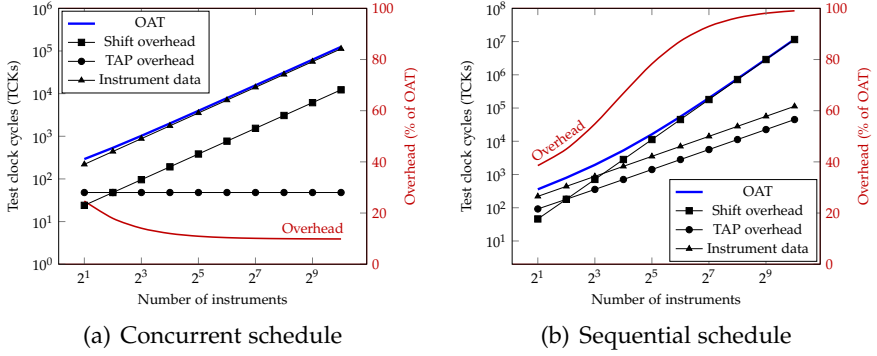 OAT
Shift overhead
TAP overhead
Instrument data
Overhead
10^0
10^1
10^2
10^3
10^4
10^5
10^6
Test clock cycles (TCKs)
0
20
40
60
80
100
Overhead (% of OAT)
2^1
2^3
2^5
2^7
2^9
Number of instruments
(a) Concurrent schedule
Overhead
OAT
Shift overhead
TAP overhead
Instrument data
10^1
10^2
10^3
10^4
10^5
10^6
10^7
Test clock cycles (TCKs)
0
20
40
60
80
100
Overhead (% of OAT)
2^1
2^3
2^5
2^7
2^9
Number of instruments
(b) Sequential schedule